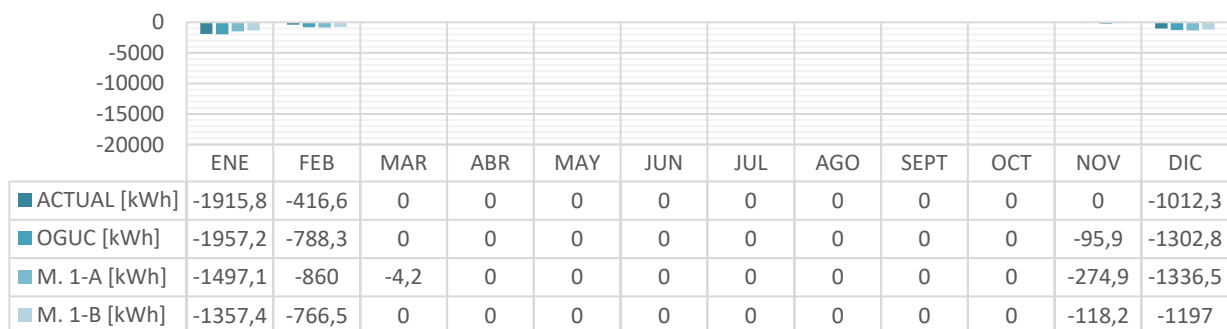 0
-5000
-10000
-15000
-20000
ENE FEB MAR ABR MAY JUN JUL AGO SEPT OCT NOV DIC
ACTUAL [kWh] -1915,8 -416,6 0 0 0 0 0 0 0 0 0 -1012,3
OGUC [kWh] -1957,2 -788,3 0 0 0 0 0 0 0 0 -95,9 -1302,8
M. 1-A [kWh] -1497,1 -860 -4,2 0 0 0 0 0 0 0 -274,9 -1336,5
M. 1-B [kWh] -1357,4 -766,5 0 0 0 0 0 0 0 0 -118,2 -1197